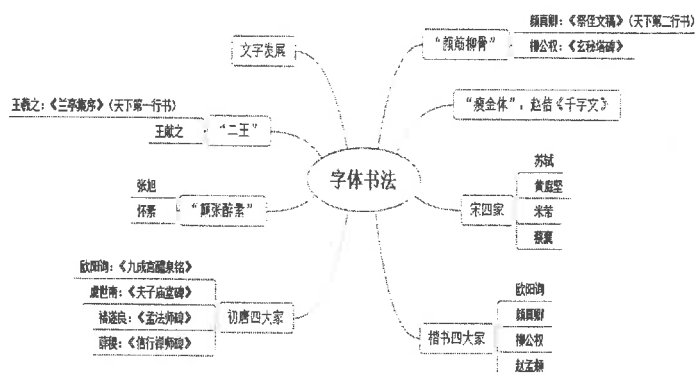 字体书法
文字发展
“二王”
王羲之：《兰亭集序》（天下第一行书）
王献之
“颠张醉素”
张旭
怀素
初唐四大家
欧阳询：《九成宫醴泉铭》
虞世南：《夫子庙堂碑》
褚遂良：《孟法师碑》
薛稷：《信行禅师碑》
“颜筋柳骨”
颜真卿：《祭侄文稿》（天下第二行书）
柳公权：《玄秘塔碑》
“瘦金体”：赵佶《千字文》
宋四家
苏轼
黄庭坚
米芾
蔡襄
楷书四大家
欧阳询
颜真卿
柳公权
赵孟頫